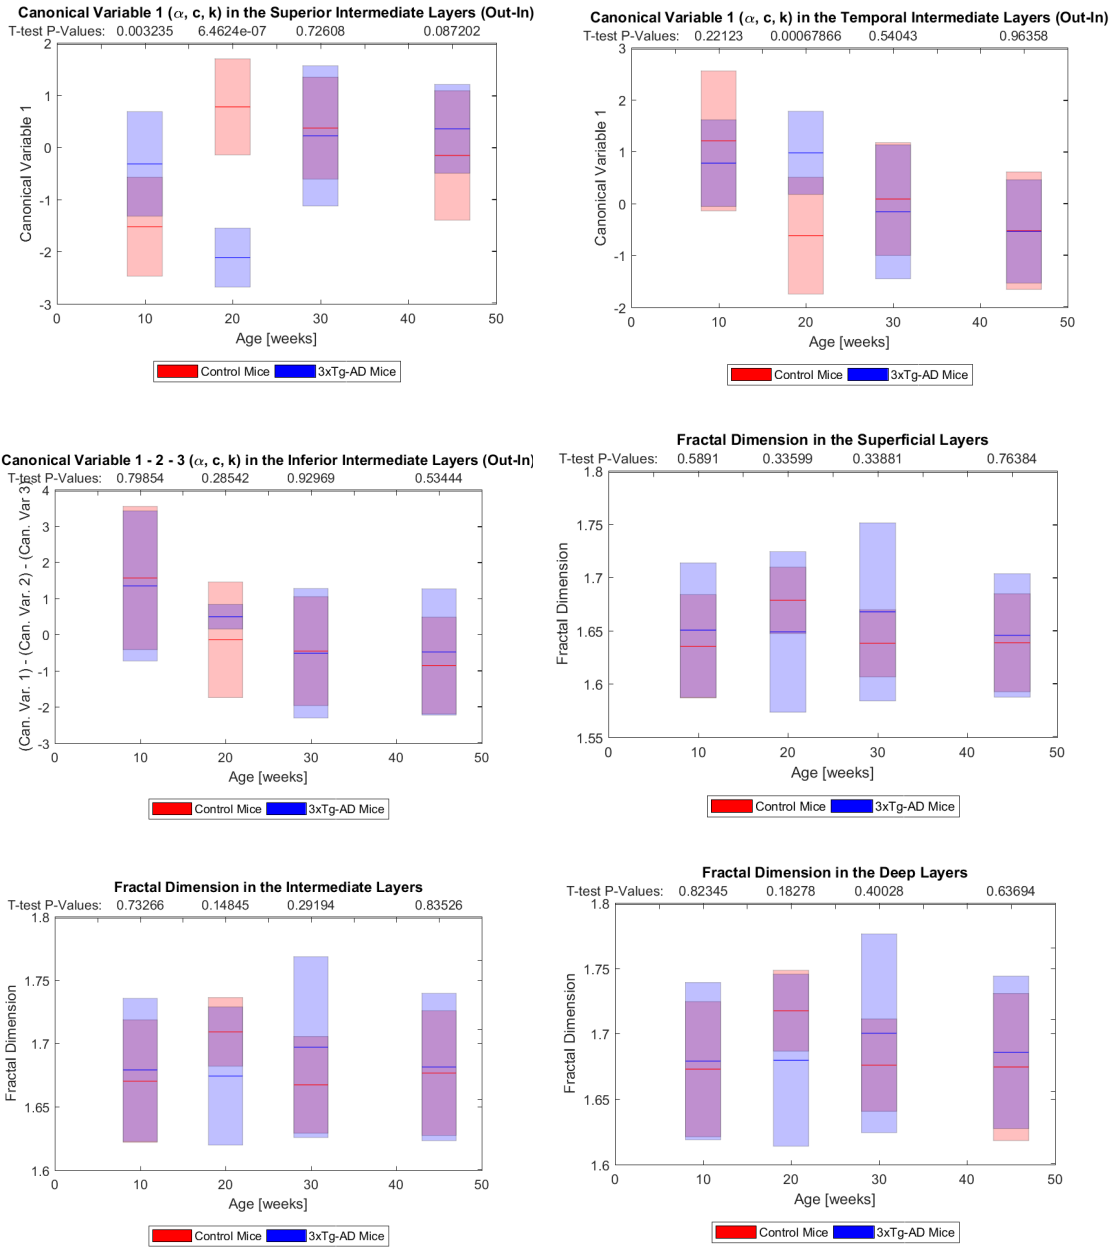 Canonical Variable 1 (α, c, k) in the Superior Intermediate Layers (Out-In)
T-test P-Values: 0.003235 6.4624e-07 0.72608 0.087202
2
1
0
-1
-2
-3
Canonical Variable 1
0 10 20 30 40 50
Age [weeks]
Control Mice 3xTg-AD Mice
Canonical Variable 1 (α, c, k) in the Temporal Intermediate Layers (Out-In)
T-test P-Values: 0.22123 0.00067866 0.54043 0.96358
3
2
1
0
-1
-2
Canonical Variable 1
0 10 20 30 40 50
Age [weeks]
Control Mice 3xTg-AD Mice
Canonical Variable 1 - 2 - 3 (α, c, k) in the Inferior Intermediate Layers (Out-In)
T-test P-Values: 0.79854 0.28542 0.92969 0.53444
4
3
2
1
0
-1
-2
-3
(Can. Var. 1) - (Can. Var. 2) - (Can. Var 3)
0 10 20 30 40 50
Age [weeks]
Control Mice 3xTg-AD Mice
Fractal Dimension in the Superficial Layers
T-test P-Values: 0.5891 0.33599 0.33881 0.76384
1.8
1.75
1.7
1.65
1.6
1.55
Fractal Dimension
0 10 20 30 40 50
Age [weeks]
Control Mice 3xTg-AD Mice
Fractal Dimension in the Intermediate Layers
T-test P-Values: 0.73266 0.14845 0.29194 0.83526
1.8
1.75
1.7
1.65
1.6
Fractal Dimension
0 10 20 30 40 50
Age [weeks]
Control Mice 3xTg-AD Mice
Fractal Dimension in the Deep Layers
T-test P-Values: 0.82345 0.18278 0.40028 0.63694
1.8
1.75
1.7
1.65
1.6
Fractal Dimension
0 10 20 30 40 50
Age [weeks]
Control Mice 3xTg-AD Mice